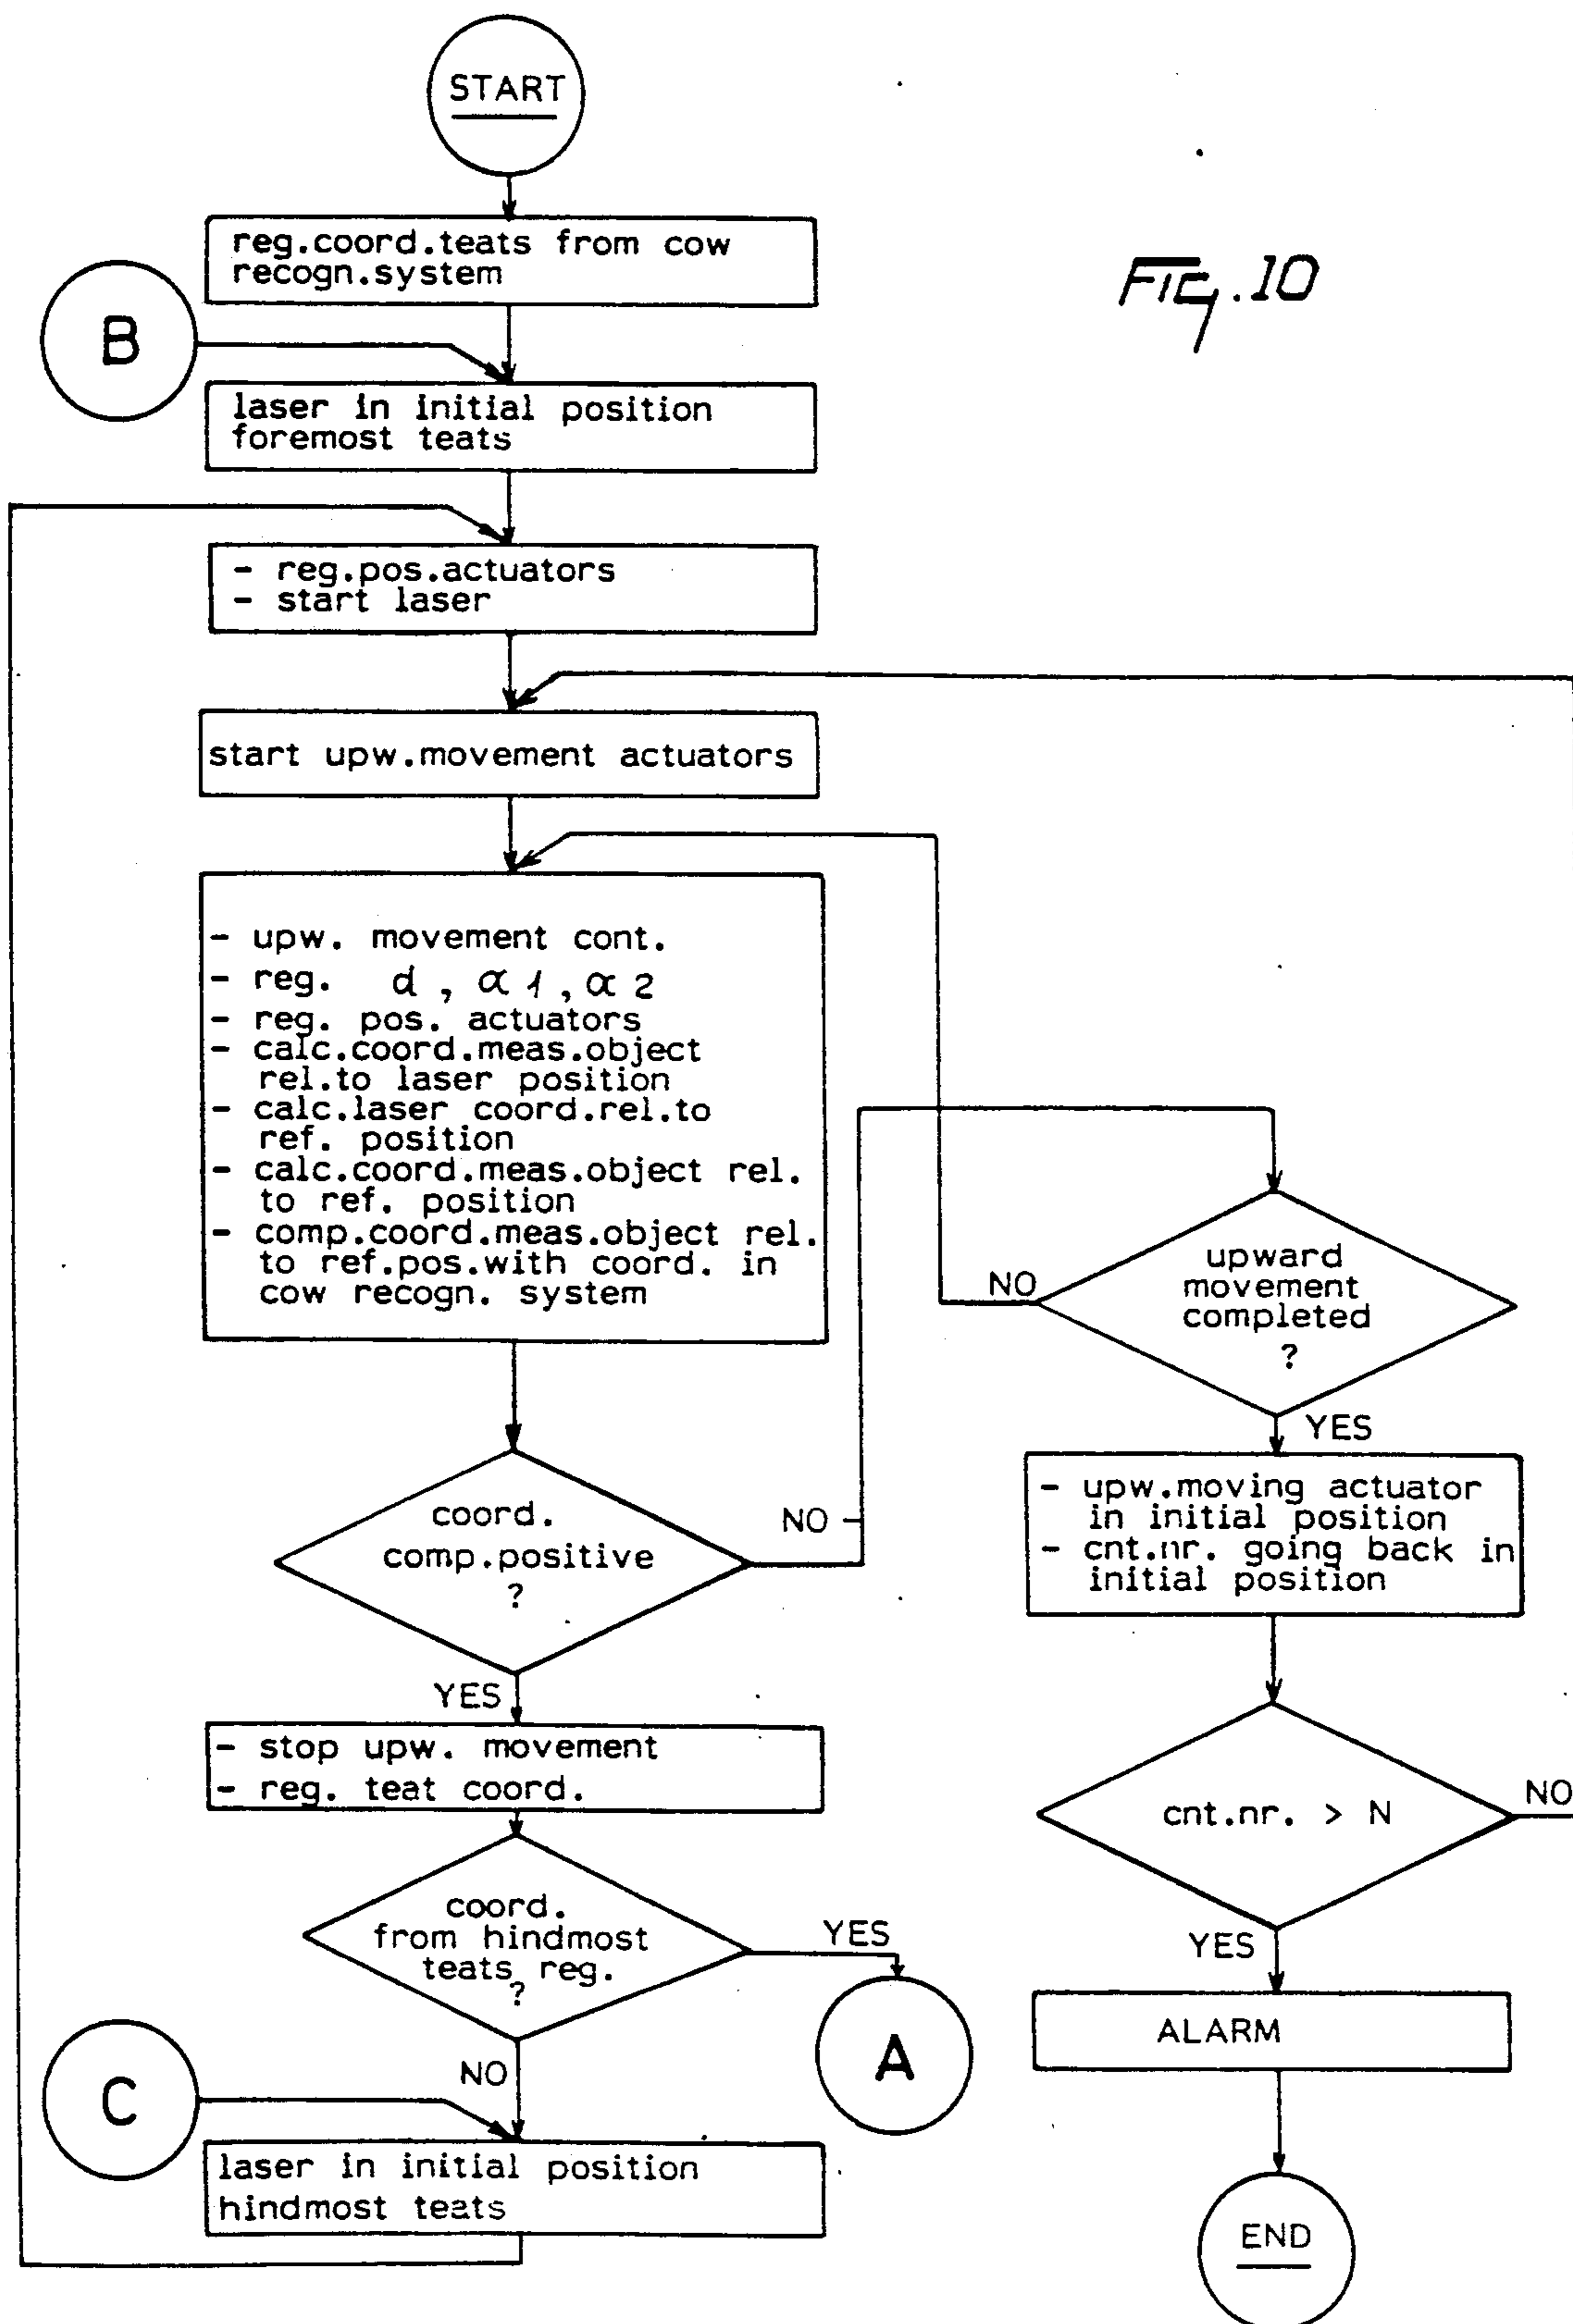 START
reg.coord.teats from cow
recogn.system
FIG.10
B
laser in initial position
foremost teats
- reg.pos.actuators
- start laser
start upw.movement actuators
- upw. movement cont.
- reg. d, α1, α2
- reg. pos. actuators
- calc.coord.meas.object
rel.to laser position
- calc.laser coord.rel.to
ref. position
- calc.coord.meas.object rel.
to ref. position
- comp.coord.meas.object rel.
to ref.pos.with coord. in
cow recogn. system
coord.
comp.positive
?
NO
YES
upward
movement
completed
?
NO
YES
- upw.moving actuator
in initial position
- cnt.nr. going back in
initial position
- stop upw. movement
- reg. teat coord.
cnt.nr. > N
NO
YES
coord.
from hindmost
teats reg.
?
YES
A
NO
C
laser in initial position
hindmost teats
ALARM
END